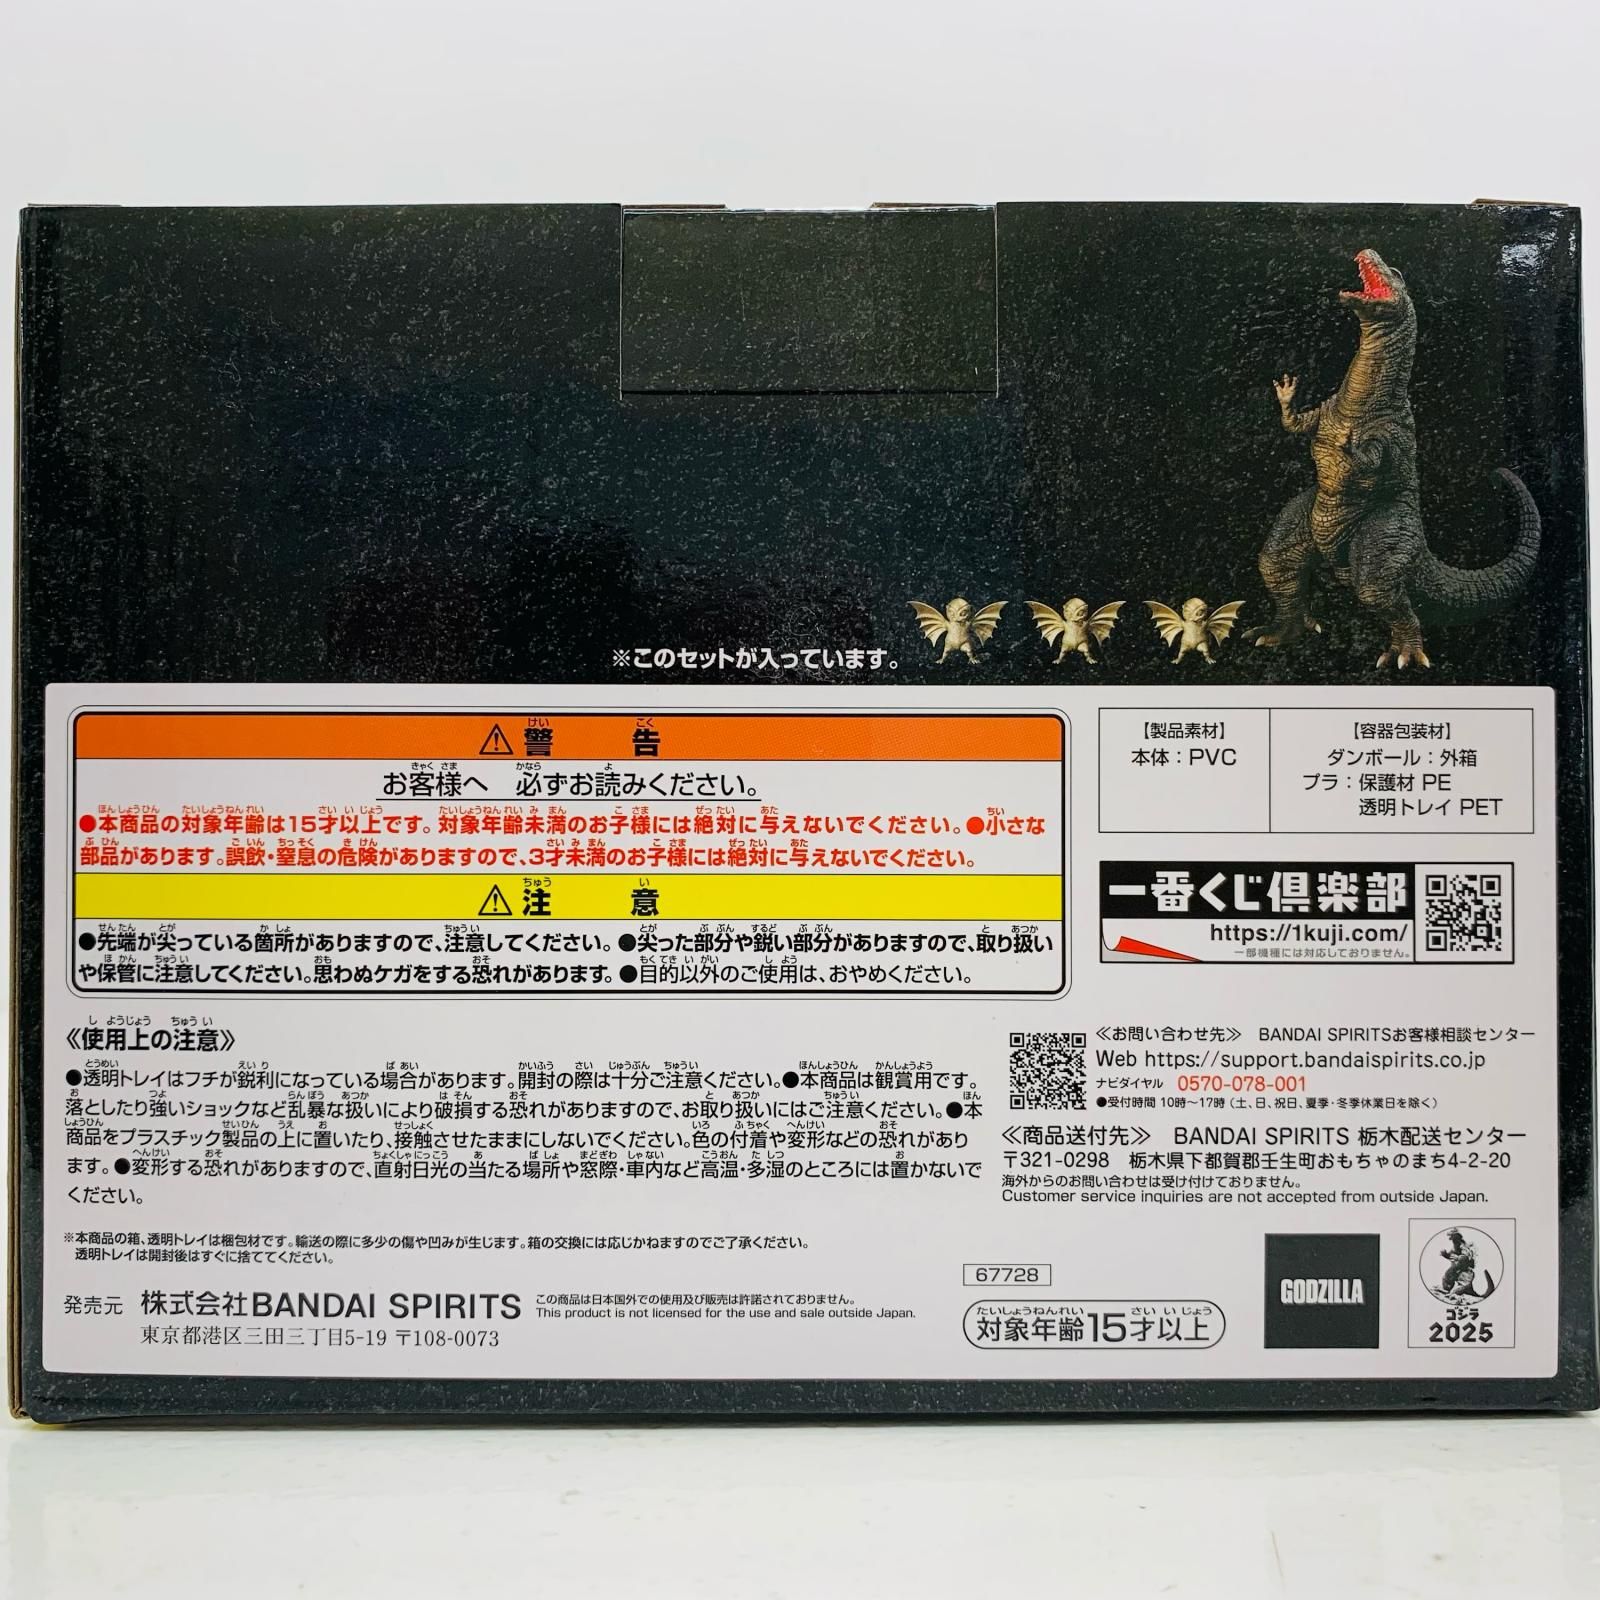 ※このセットが入っています。
⚠警告
お客様へ 必ずお読みください。
●本商品の対象年齢は15才以上です。対象年齢未満のお子様には絶対に与えないでください。●小さな
部品があります。誤飲・窒息の危険がありますので、3才未満のお子様には絶対に与えないでください。
⚠注意
●先端が尖っている箇所がありますので、注意してください。●尖った部分や鋭い部分がありますので、取り扱い
や保管に注意してください。思わぬケガをする恐れがあります。●目的以外のご使用は、おやめください。
《使用上の注意》
●透明トレイはフチが鋭利になっている場合があります。開封の際は十分ご注意ください。●本商品は観賞用です。
落としたり強いショックなど乱暴な扱いにより破損する恐れがありますので、お取り扱いにはご注意ください。●本
商品をプラスチック製品の上に置いたり、接触させたままにしないでください。色の付着や変形などの恐れがあり
ます。●変形する恐れがありますので、直射日光の当たる場所や窓際・車内など高温・多湿のところには置かないで
ください。
※本商品の箱、透明トレイは梱包材です。輸送の際に多少の傷や凹みが生じます。箱の交換には応じかねますのでご了承ください。
透明トレイは開封後はすぐに捨ててください。
発売元 株式会社BANDAI SPIRITS
東京都港区三田三丁目5-19 〒108-0073
この商品は日本国外での使用及び販売は許諾されておりません。
This product is not licensed for the use and sale outside Japan.
【製品素材】
本体：PVC
【容器包装材】
ダンボール：外箱
プラ：保護材 PE
透明トレイ PET
一番くじ倶楽部
https://1kuji.com/
一部機種には対応しておりません。
≪お問い合わせ先≫ BANDAI SPIRITSお客様相談センター
Web https://support.bandaispirits.co.jp
ナビダイヤル 0570-078-001
●受付時間 10時〜17時（土、日、祝日、夏季・冬季休業日を除く）
≪商品送付先≫ BANDAI SPIRITS 栃木配送センター
〒321-0298 栃木県下都賀郡壬生町おもちゃのまち4-2-20
海外からのお問い合わせは受け付けておりません。
Customer service inquiries are not accepted from outside Japan.
67728
対象年齢15才以上
GODZILLA
ゴジラ
2025